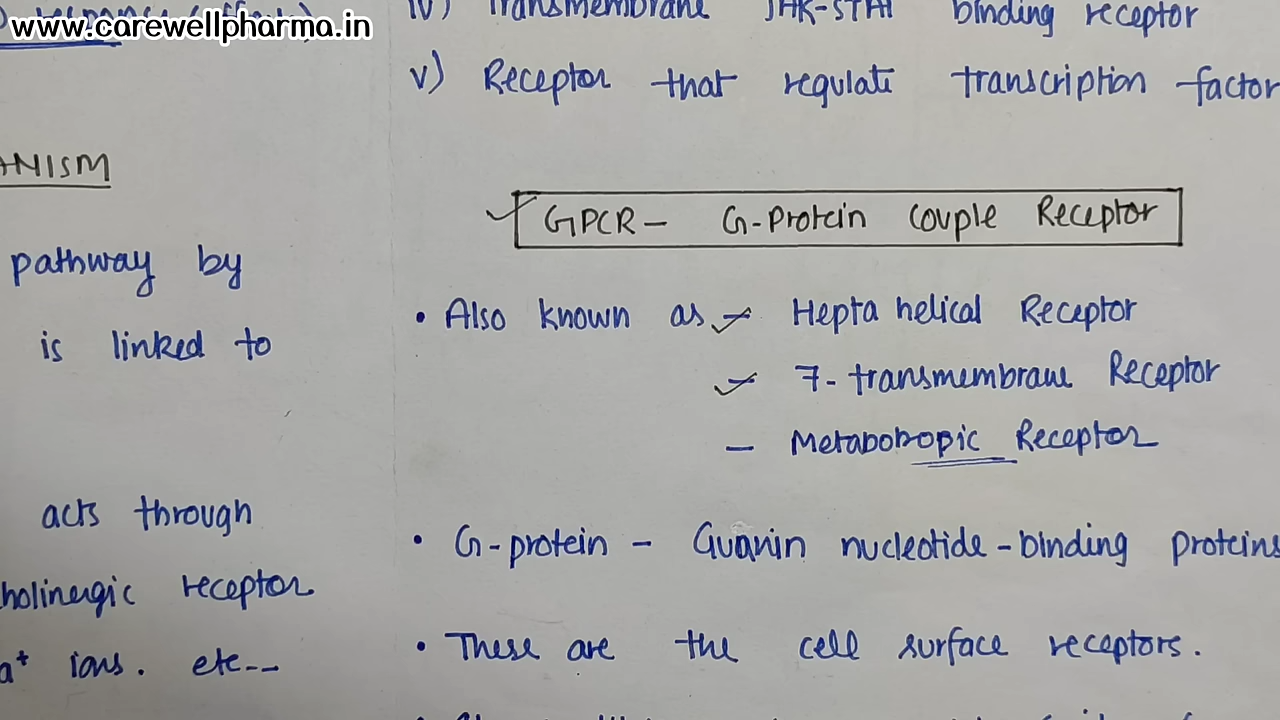 www.carewellpharma.in
iv) Transmembrane JAK-STAT binding receptor
v) Receptor that regulate transcription factor
GPCR - G-Protein couple Receptor
• Also known as ✓ Hepta helical Receptor
✓ 7-transmembrane Receptor
- Metabotropic Receptor
• G-protein - Guanin nucleotide-binding proteins
• These are the cell surface receptors.
ANISM
pathway by
is linked to
acts through
holinergic receptor
a⁺ ions. etc--